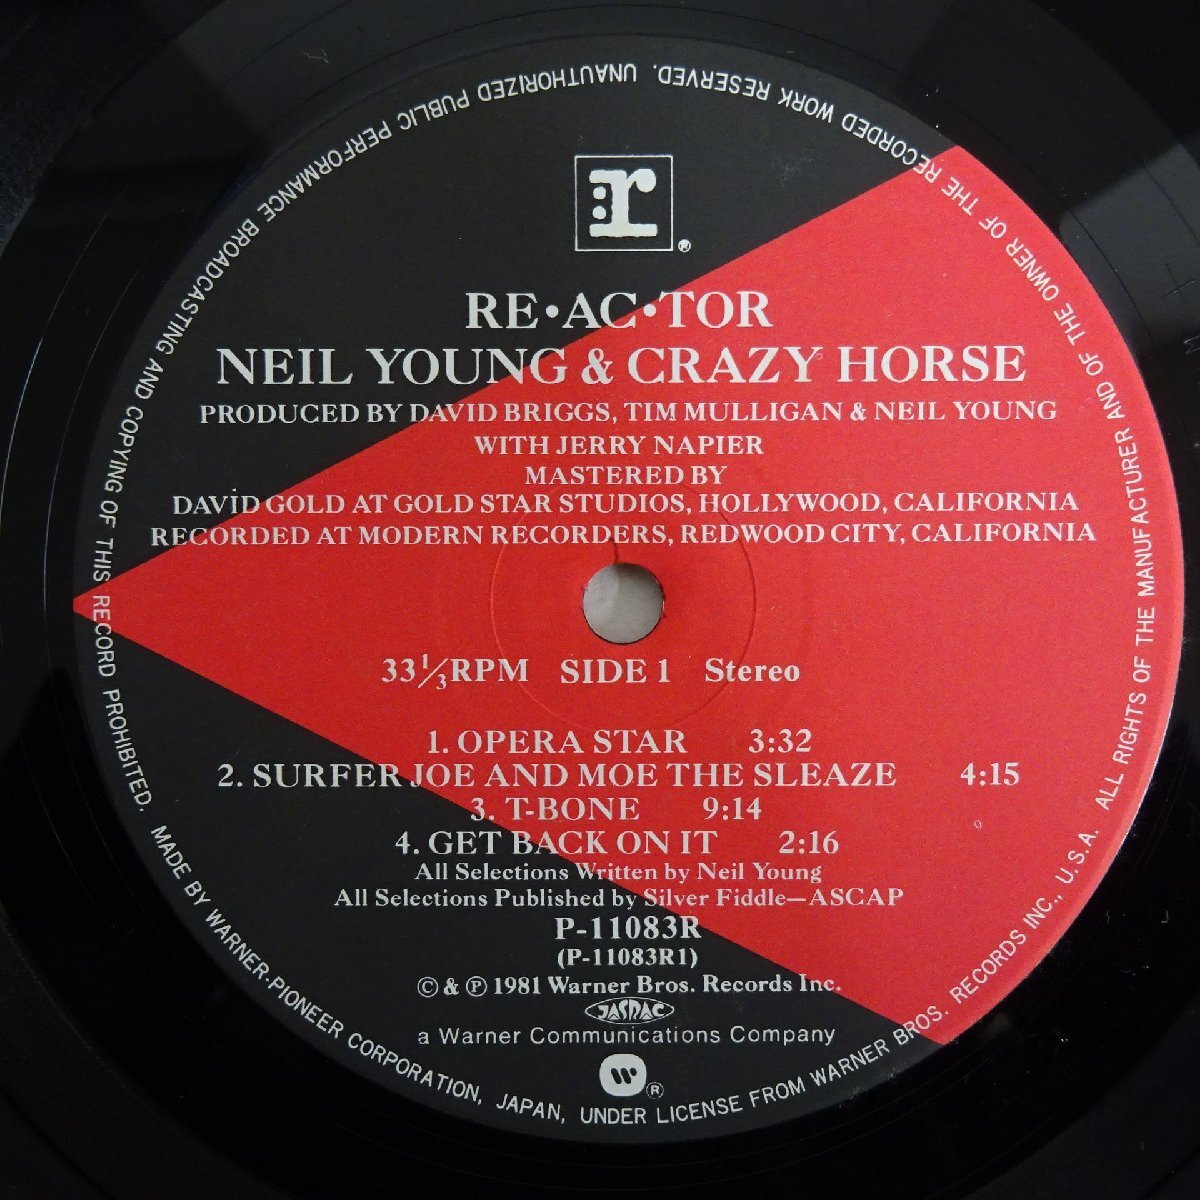 r
®
RE•AC•TOR
NEIL YOUNG & CRAZY HORSE
PRODUCED BY DAVID BRIGGS, TIM MULLIGAN & NEIL YOUNG
WITH JERRY NAPIER
MASTERED BY
DAViD GOLD AT GOLD STAR STUDIOS, HOLLYWOOD, CALIFORNIA
RECORDED AT MODERN RECORDERS, REDWOOD CITY, CALIFORNIA
33⅓RPM SIDE 1 Stereo
1. OPERA STAR 3:32
2. SURFER JOE AND MOE THE SLEAZE 4:15
3. T-BONE 9:14
4. GET BACK ON IT 2:16
All Selections Written by Neil Young
All Selections Published by Silver Fiddle—ASCAP
P-11083R
(P-11083R1)
© & ℗ 1981 Warner Bros. Records Inc.
JASRAC
a Warner Communications Company
W ®
ALL RIGHTS OF THE MANUFACTURER AND OF THE OWNER OF THE RECORDED WORK RESERVED. UNAUTHORIZED PUBLIC PERFORMANCE BROADCASTING AND COPYING OF THIS RECORD PROHIBITED. MADE BY WARNER-PIONEER CORPORATION, JAPAN, UNDER LICENSE FROM WARNER BROS. RECORDS INC., U.S.A.